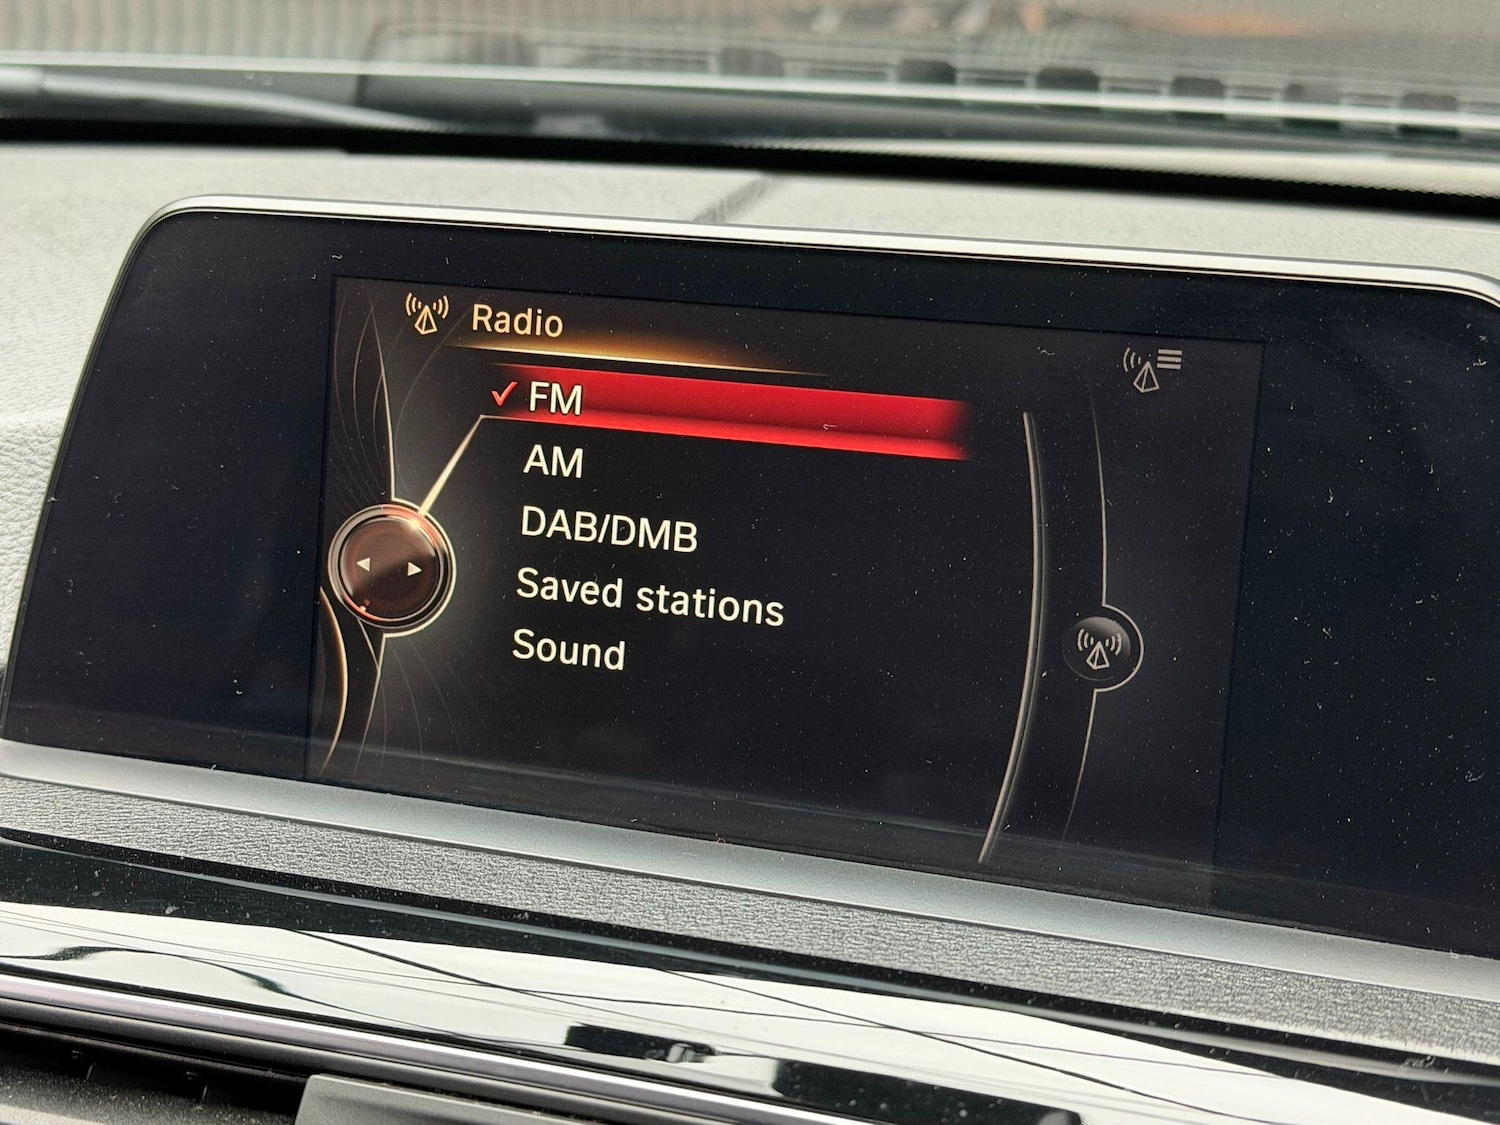 Radio
✓ FM
AM
DAB/DMB
Saved stations
Sound